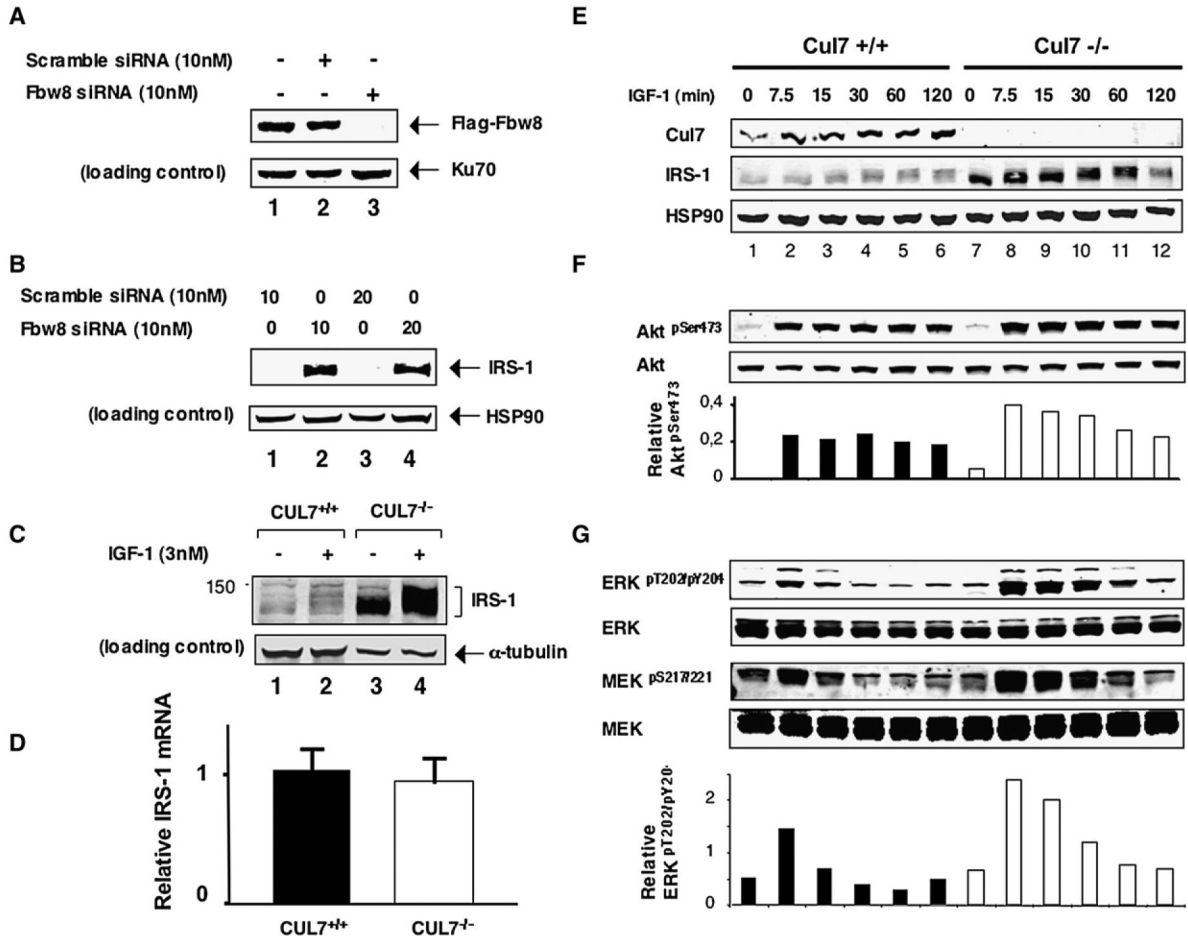 A
Scramble siRNA (10nM) - + -
Fbw8 siRNA (10nM) - - +
Flag-Fbw8
(loading control) Ku70
1 2 3
B
Scramble siRNA (10nM) 10 0 20 0
Fbw8 siRNA (10nM) 0 10 0 20
IRS-1
(loading control) HSP90
1 2 3 4
C
CUL7+/+ CUL7-/-
IGF-1 (3nM) - + - +
150
IRS-1
(loading control) α-tubulin
1 2 3 4
D
Relative IRS-1 mRNA
1
0
CUL7+/+ CUL7-/-
E
Cul7 +/+ Cul7 -/-
IGF-1 (min) 0 7.5 15 30 60 120 0 7.5 15 30 60 120
Cul7
IRS-1
HSP90
1 2 3 4 5 6 7 8 9 10 11 12
F
Akt pSer473
Akt
Relative
Akt pSer473
0,4
0,2
0
G
ERK pT202/pY204
ERK
MEK pS217/221
MEK
Relative
ERK pT202/pY20
2
1
0